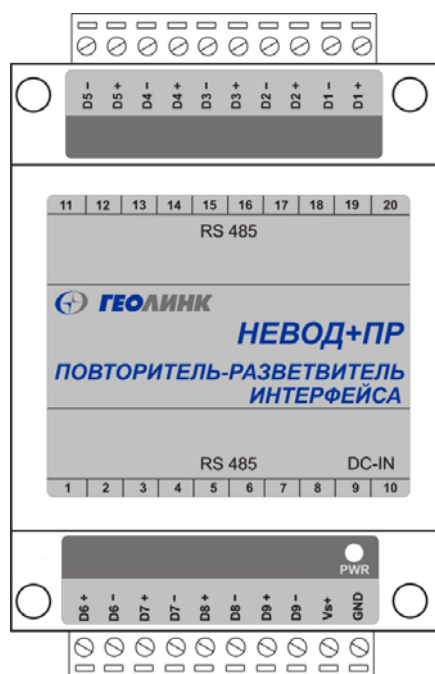 D5 − D5 + D4 − D4 + D3 − D3 + D2 − D2 + D1 − D1 +
11 12 13 14 15 16 17 18 19 20
RS 485
ГЕОЛИНК
НЕВОД+ПР
ПОВТОРИТЕЛЬ-РАЗВЕТВИТЕЛЬ
ИНТЕРФЕЙСА
RS 485 DC-IN
1 2 3 4 5 6 7 8 9 10
PWR
D6 + D6 − D7 + D7 − D8 + D8 − D9 + D9 − Vs+ GND